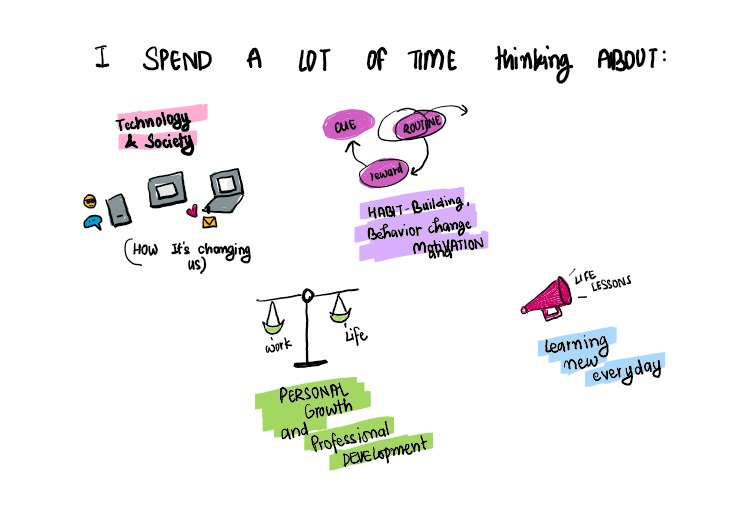 I SPEND A LOT OF TIME thinking ABOUT:
Technology
& Society
(HOW It's changing
us)
CUE
ROUTINE
reward
HABIT-Building,
Behavior change
and
MOTIVATION
work
Life
PERSONAL
Growth
and
Professional
DEVELopment
LIFE
LESSONS
Learning
new
everyday